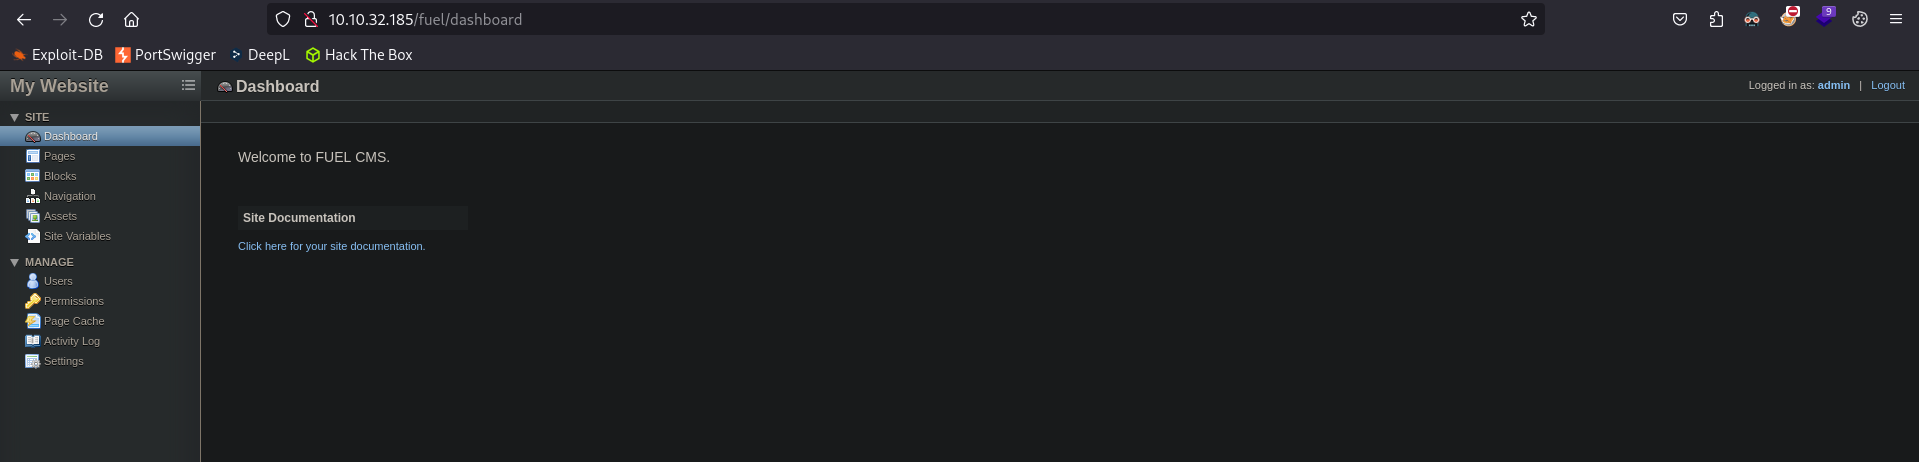 10.10.32.185/fuel/dashboard
9
Exploit-DB PortSwigger DeepL Hack The Box
My Website
Dashboard
Logged in as: admin | Logout
SITE
Dashboard
Pages
Blocks
Navigation
Assets
Site Variables
MANAGE
Users
Permissions
Page Cache
Activity Log
Settings
Welcome to FUEL CMS.
Site Documentation
Click here for your site documentation.